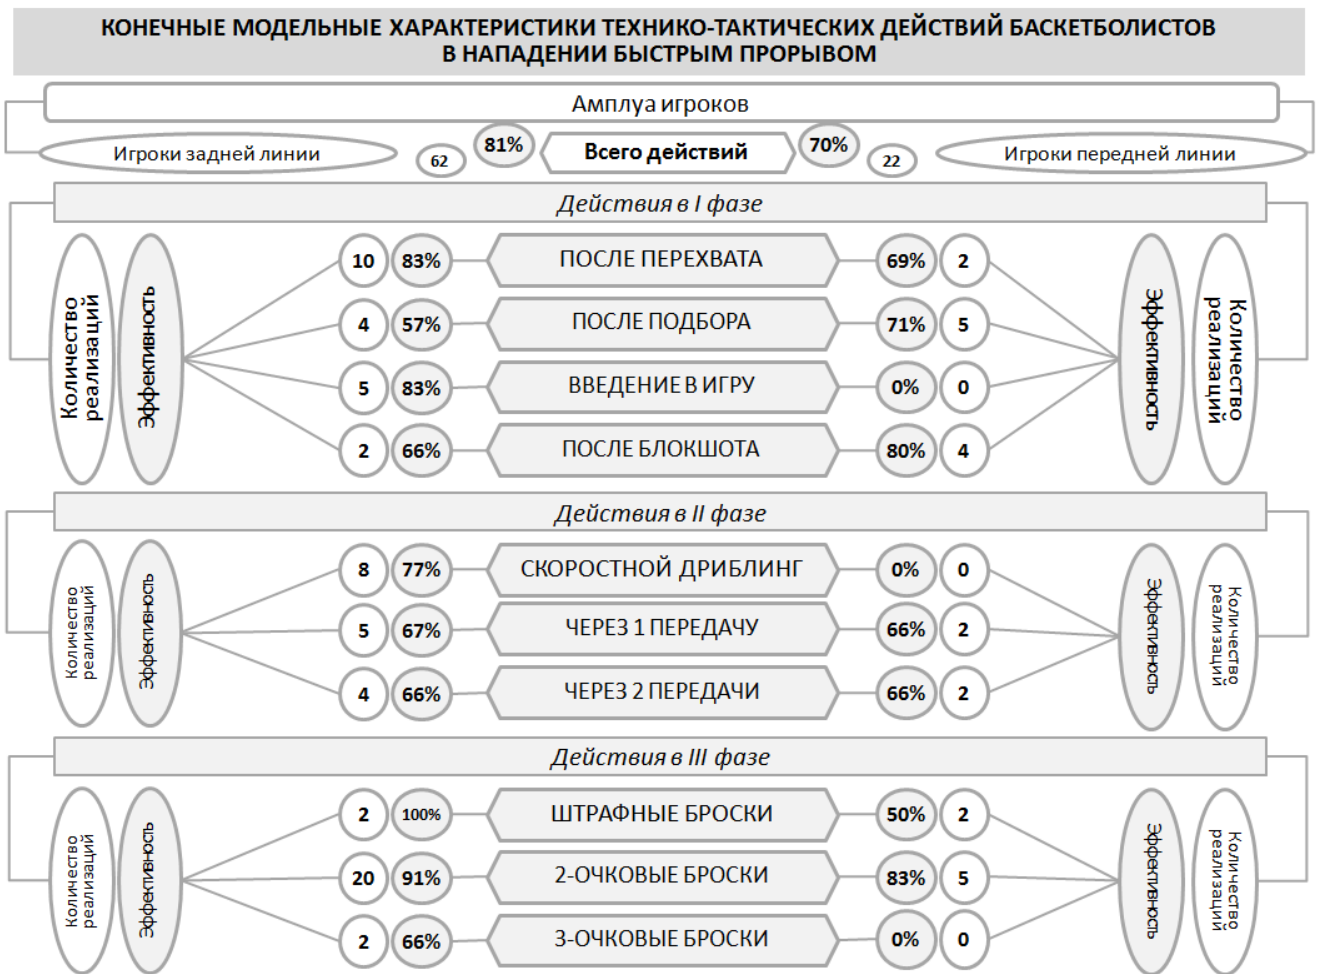 КОНЕЧНЫЕ МОДЕЛЬНЫЕ ХАРАКТЕРИСТИКИ ТЕХНИКО-ТАКТИЧЕСКИХ ДЕЙСТВИЙ БАСКЕТБОЛИСТОВ
В НАПАДЕНИИ БЫСТРЫМ ПРОРЫВОМ
Амплуа игроков
Игроки задней линии 62 81% Всего действий 70% 22 Игроки передней линии
Действия в I фазе
Количество
реализаций
Эффективность
10 83% ПОСЛЕ ПЕРЕХВАТА 69% 2
4 57% ПОСЛЕ ПОДБОРА 71% 5
5 83% ВВЕДЕНИЕ В ИГРУ 0% 0
2 66% ПОСЛЕ БЛОКШОТА 80% 4
Эффективность
Количество
реализаций
Действия в II фазе
Количество
реализаций
Эффективность
8 77% СКОРОСТНОЙ ДРИБЛИНГ 0% 0
5 67% ЧЕРЕЗ 1 ПЕРЕДАЧУ 66% 2
4 66% ЧЕРЕЗ 2 ПЕРЕДАЧИ 66% 2
Эффективность
Количество
реализаций
Действия в III фазе
Количество
реализаций
Эффективность
2 100% ШТРАФНЫЕ БРОСКИ 50% 2
20 91% 2-ОЧКОВЫЕ БРОСКИ 83% 5
2 66% 3-ОЧКОВЫЕ БРОСКИ 0% 0
Эффективность
Количество
реализаций